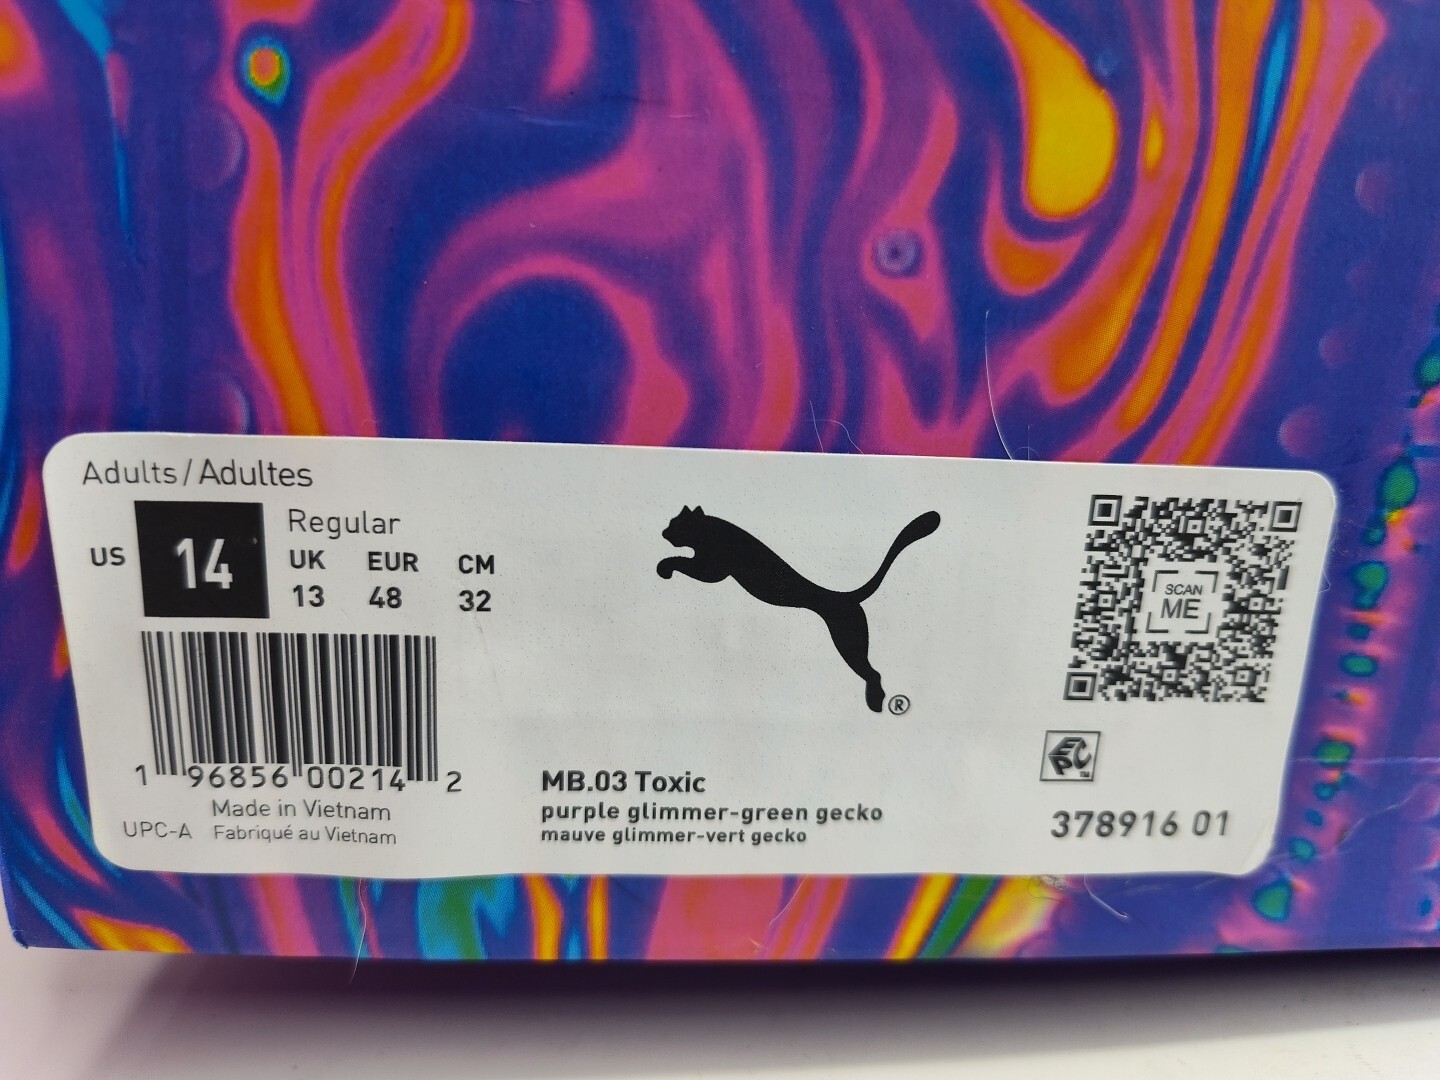 Adults/Adultes
US 14
Regular
UK EUR CM
13 48 32
SCAN
ME
®
EPC™
1 96856 00214 2
Made in Vietnam
UPC-A Fabriqué au Vietnam
MB.03 Toxic
purple glimmer-green gecko
mauve glimmer-vert gecko
378916 01